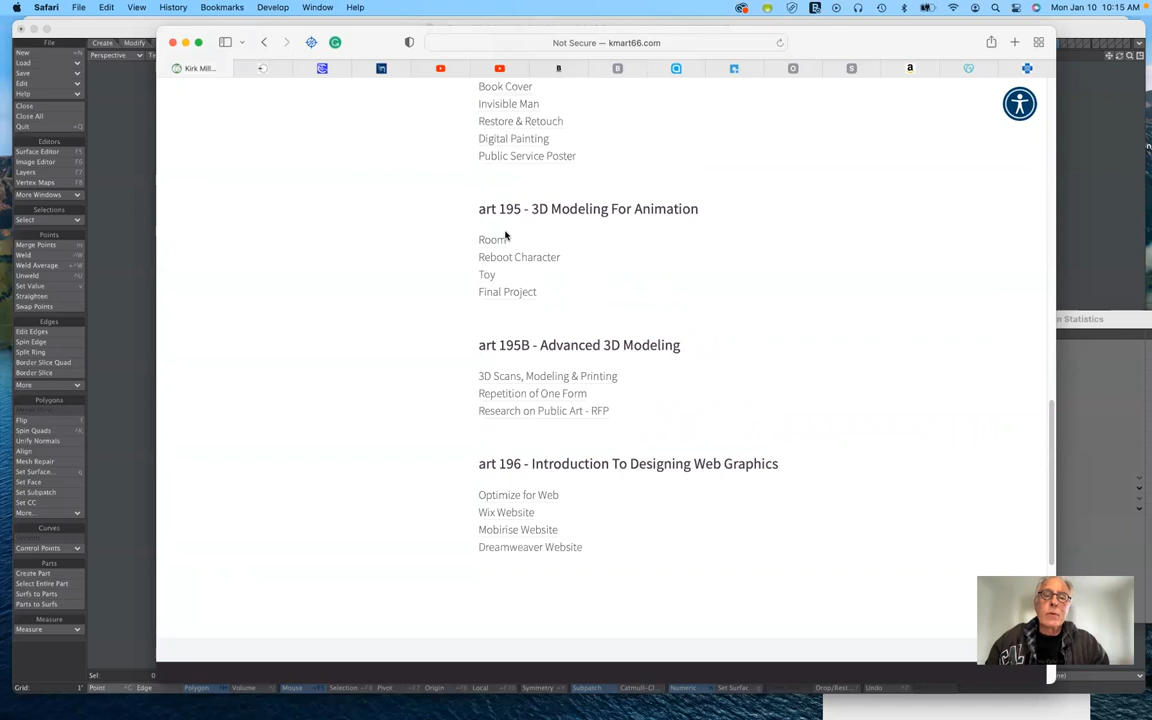 Safari File Edit View History Bookmarks Develop Window Help Mon Jan 10 10:15 AM
File Create Modify
New
Load
Save
Edit
Help
Close
Close All
Quit
Editors
Surface Editor F5
Image Editor F6
Layers F7
Vertex Maps F8
More Windows
Selections
Select
Points
Merge Points m
Weld ^W
Weld Average
Unweld ^U
Set Value v
Straighten
Swap Points
Edges
Edit Edges
Spin Edge
Split Ring
Border Slice Quad
Border Slice
More
Polygons
Flip f
Spin Quads ^K
Unify Normals
Align
Mesh Repair
Set Surface... q
Set Face
Set Subpatch
Set CC
More...
Curves
Control Points
Parts
Create Part
Select Entire Part
Surfs to Parts
Parts to Surfs
Measure
Measure
Grid: 1'
Perspective
Not Secure — kmart66.com
Kirk Mill...
Book Cover
Invisible Man
Restore & Retouch
Digital Painting
Public Service Poster
art 195 - 3D Modeling For Animation
Room
Reboot Character
Toy
Final Project
art 195B - Advanced 3D Modeling
3D Scans, Modeling & Printing
Repetition of One Form
Research on Public Art - RFP
art 196 - Introduction To Designing Web Graphics
Optimize for Web
Wix Website
Mobirise Website
Dreamweaver Website
n Statistics
Sel: 0
Point ^G Edge Polygon Volume Mouse Selection Pivot Origin Local Symmetry Subpatch Catmull-Cl... Numeric Set Surfac Drop/Rest... Undo